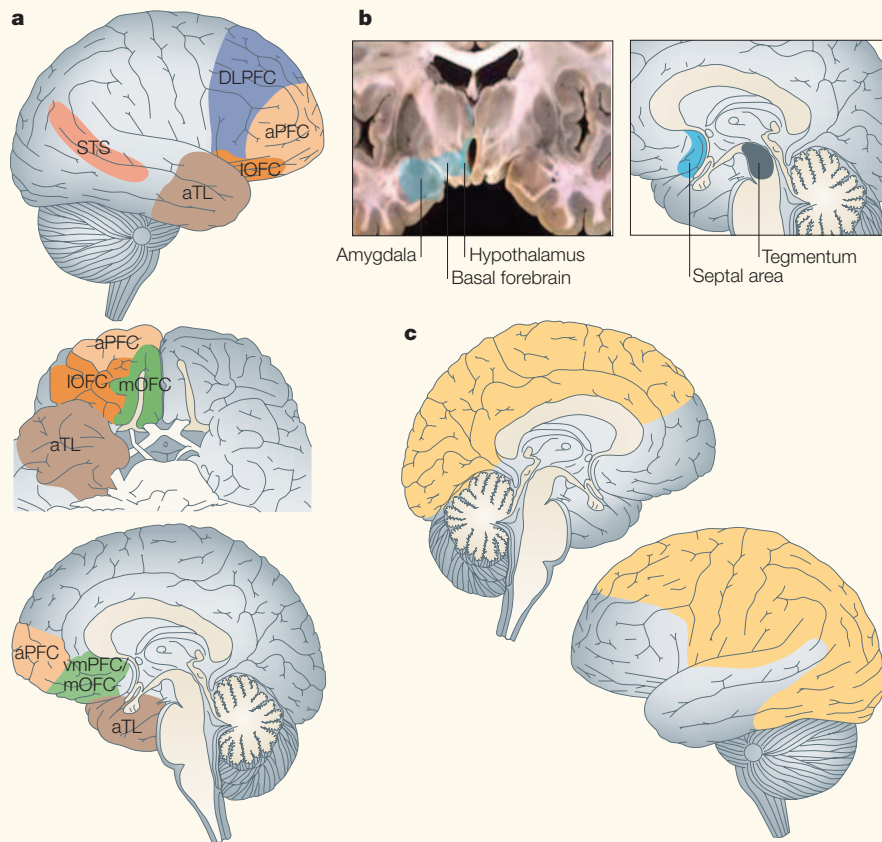 a
DLPFC
aPFC
STS
lOFC
aTL
aPFC
lOFC
mOFC
aTL
aPFC
vmPFC/
mOFC
aTL
b
Amygdala
Hypothalamus
Basal forebrain
Tegmentum
Septal area
c